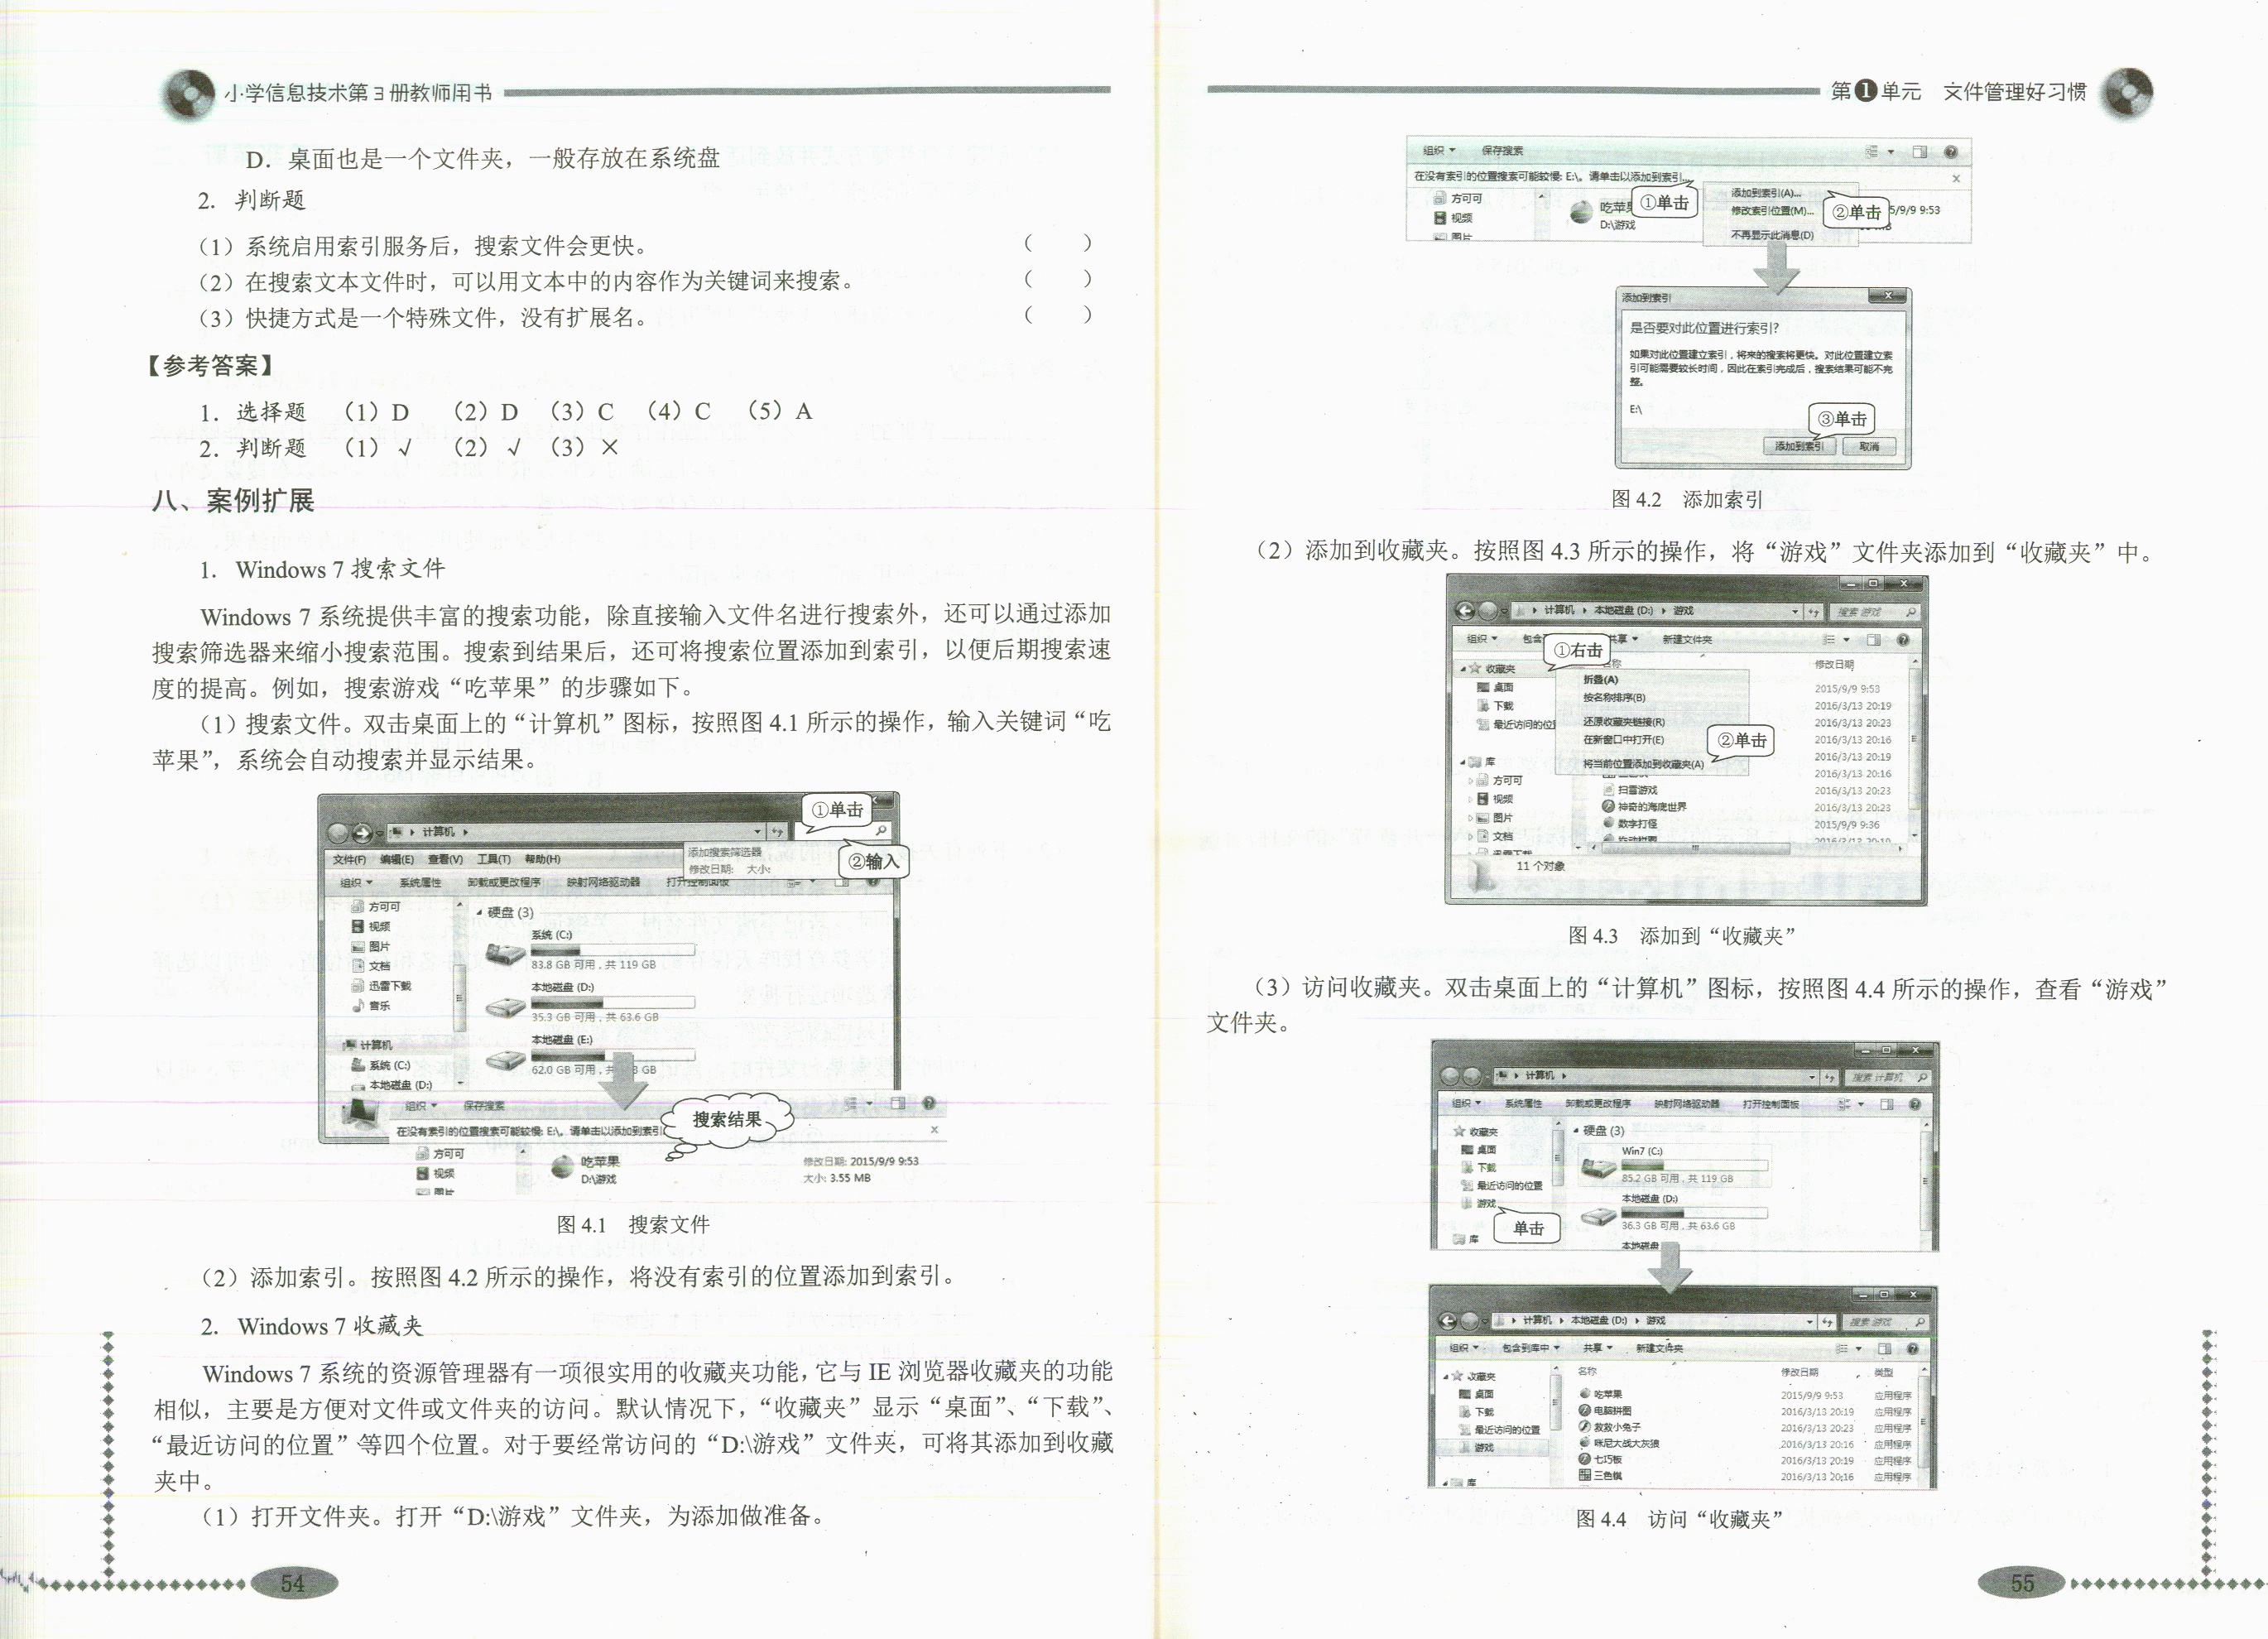 小学信息技术第3册教师用书
D. 桌面也是一个文件夹，一般存放在系统盘
2. 判断题
（1）系统启用索引服务后，搜索文件会更快。 （ ）
（2）在搜索文本文件时，可以用文本中的内容作为关键词来搜索。 （ ）
（3）快捷方式是一个特殊文件，没有扩展名。 （ ）
【参考答案】
1. 选择题 （1）D （2）D （3）C （4）C （5）A
2. 判断题 （1）√ （2）√ （3）×
八、案例扩展
1. Windows 7 搜索文件
Windows 7 系统提供丰富的搜索功能，除直接输入文件名进行搜索外，还可以通过添加
搜索筛选器来缩小搜索范围。搜索到结果后，还可将搜索位置添加到索引，以便后期搜索速
度的提高。例如，搜索游戏“吃苹果”的步骤如下。
（1）搜索文件。双击桌面上的“计算机”图标，按照图 4.1 所示的操作，输入关键词“吃
苹果”，系统会自动搜索并显示结果。
①单击
计算机
②输入
添加搜索筛选器
修改日期: 大小:
文件(F) 编辑(E) 查看(V) 工具(T) 帮助(H)
组织 系统属性 卸载或更改程序 映射网络驱动器 打开控制面板
方可可
视频
图片
文档
迅雷下载
音乐
计算机
系统 (C:)
本地磁盘 (D:)
硬盘 (3)
系统 (C:)
83.8 GB 可用，共 119 GB
本地磁盘 (D:)
35.3 GB 可用，共 63.6 GB
本地磁盘 (E:)
62.0 GB 可用，共
组织 保存搜索
搜索结果
在没有索引的位置搜索可能较慢: E:\。请单击以添加到索引
方可可
视频
图片
吃苹果
D:\游戏
修改日期: 2015/9/9 9:53
大小: 3.55 MB
图 4.1 搜索文件
（2）添加索引。按照图 4.2 所示的操作，将没有索引的位置添加到索引。
2. Windows 7 收藏夹
Windows 7 系统的资源管理器有一项很实用的收藏夹功能，它与 IE 浏览器收藏夹的功能
相似，主要是方便对文件或文件夹的访问。默认情况下，“收藏夹”显示“桌面”、“下载”、
“最近访问的位置”等四个位置。对于要经常访问的“D:\游戏”文件夹，可将其添加到收藏
夹中。
（1）打开文件夹。打开“D:\游戏”文件夹，为添加做准备。
54
第1单元 文件管理好习惯
组织 保存搜索
在没有索引的位置搜索可能较慢: E:\。请单击以添加到索引...
方可可
视频
图片
吃苹果
D:\游戏
①单击
添加到索引(A)...
修改索引位置(M)...
不再显示此消息(D)
②单击
5/9/9 9:53
添加到索引
是否要对此位置进行索引?
如果对此位置建立索引，将来的搜索将更快。对此位置建立索
引可能需要较长时间，因此在索引完成后，搜索结果可能不完
整。
E:\
③单击
添加到索引 取消
图 4.2 添加索引
（2）添加到收藏夹。按照图 4.3 所示的操作，将“游戏”文件夹添加到“收藏夹”中。
计算机 本地磁盘 (D:) 游戏 搜索 游戏
组织 包含 共享 新建文件夹
①右击
收藏夹
桌面
下载
最近访问的位
库
方可可
视频
图片
文档
迅雷下载
折叠(A)
按名称排序(B)
还原收藏夹链接(R)
在新窗口中打开(E)
将当前位置添加到收藏夹(A)
②单击
扫雷游戏
神奇的海底世界
数字打怪
修改日期
2015/9/9 9:53
2016/3/13 20:19
2016/3/13 20:23
2016/3/13 20:16
2016/3/13 20:19
2016/3/13 20:16
2016/3/13 20:23
2016/3/13 20:23
2015/9/9 9:36
2016/3/13 20:19
11 个对象
图 4.3 添加到“收藏夹”
（3）访问收藏夹。双击桌面上的“计算机”图标，按照图 4.4 所示的操作，查看“游戏”
文件夹。
计算机 搜索 计算机
组织 系统属性 卸载或更改程序 映射网络驱动器 打开控制面板
收藏夹
桌面
下载
最近访问的位置
游戏
单击
库
硬盘 (3)
Win7 (C:)
85.2 GB 可用，共 119 GB
本地磁盘 (D:)
36.3 GB 可用，共 63.6 GB
本地磁盘
计算机 本地磁盘 (D:) 游戏 搜索 游戏
组织 包含到库中 共享 新建文件夹
收藏夹
桌面
下载
最近访问的位置
游戏
库
名称 修改日期 类型
吃苹果 2015/9/9 9:53 应用程序
电脑拼图 2016/3/13 20:19 应用程序
救救小兔子 2016/3/13 20:23 应用程序
咪尼大战大灰狼 2016/3/13 20:16 应用程序
七巧板 2016/3/13 20:19 应用程序
三色棋 2016/3/13 20:16 应用程序
图 4.4 访问“收藏夹”
55